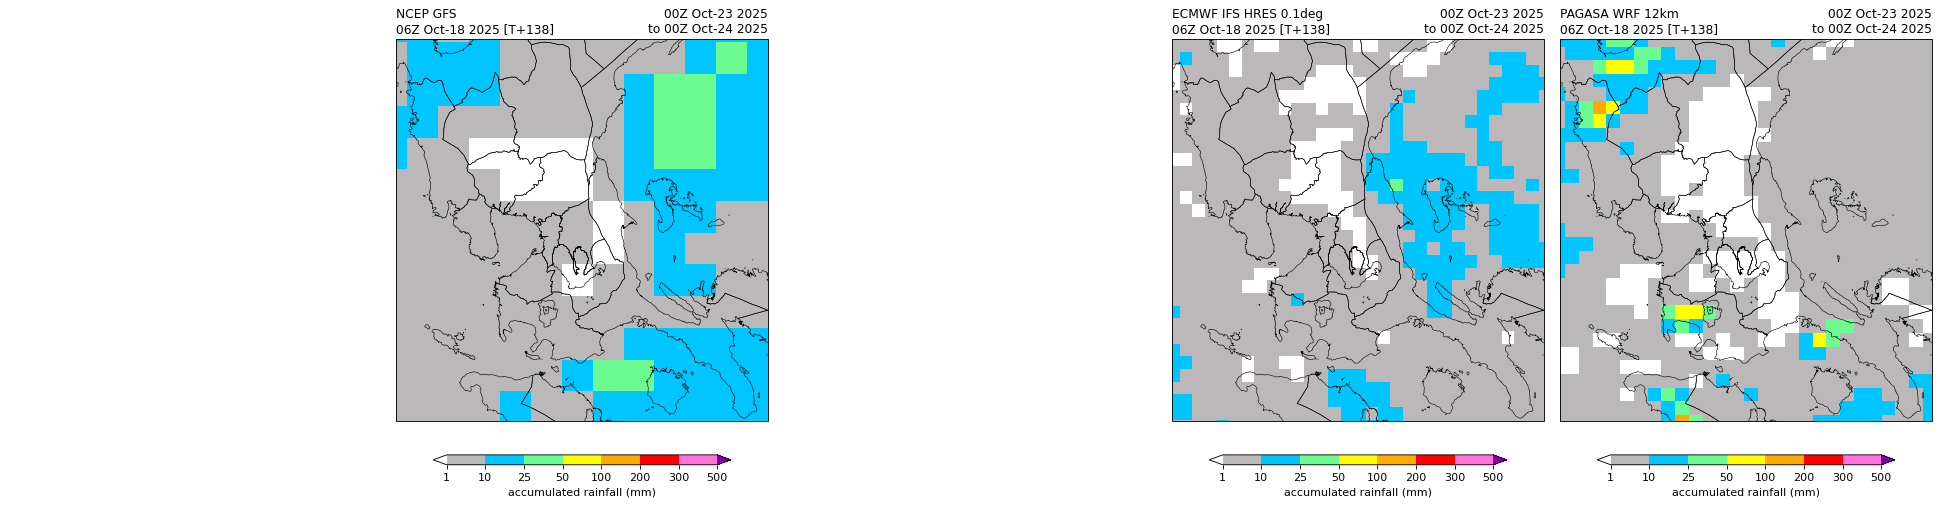 NCEP GFS 00Z Oct-23 2025
06Z Oct-18 2025 [T+138] to 00Z Oct-24 2025
1 10 25 50 100 200 300 500
accumulated rainfall (mm)
ECMWF IFS HRES 0.1deg 00Z Oct-23 2025
06Z Oct-18 2025 [T+138] to 00Z Oct-24 2025
1 10 25 50 100 200 300 500
accumulated rainfall (mm)
PAGASA WRF 12km 00Z Oct-23 2025
06Z Oct-18 2025 [T+138] to 00Z Oct-24 2025
1 10 25 50 100 200 300 500
accumulated rainfall (mm)